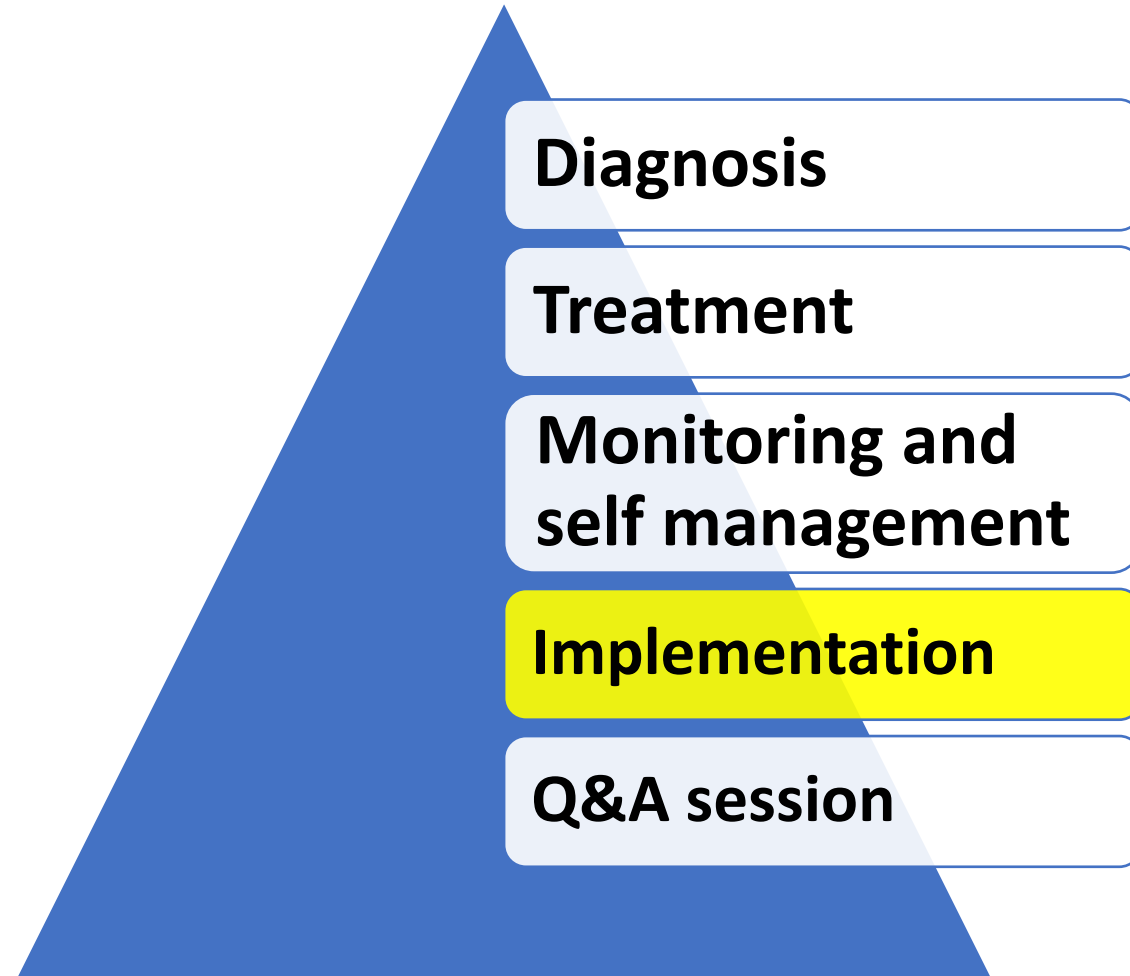 Diagnosis
Treatment
Monitoring and
self management
Implementation
Q&A session